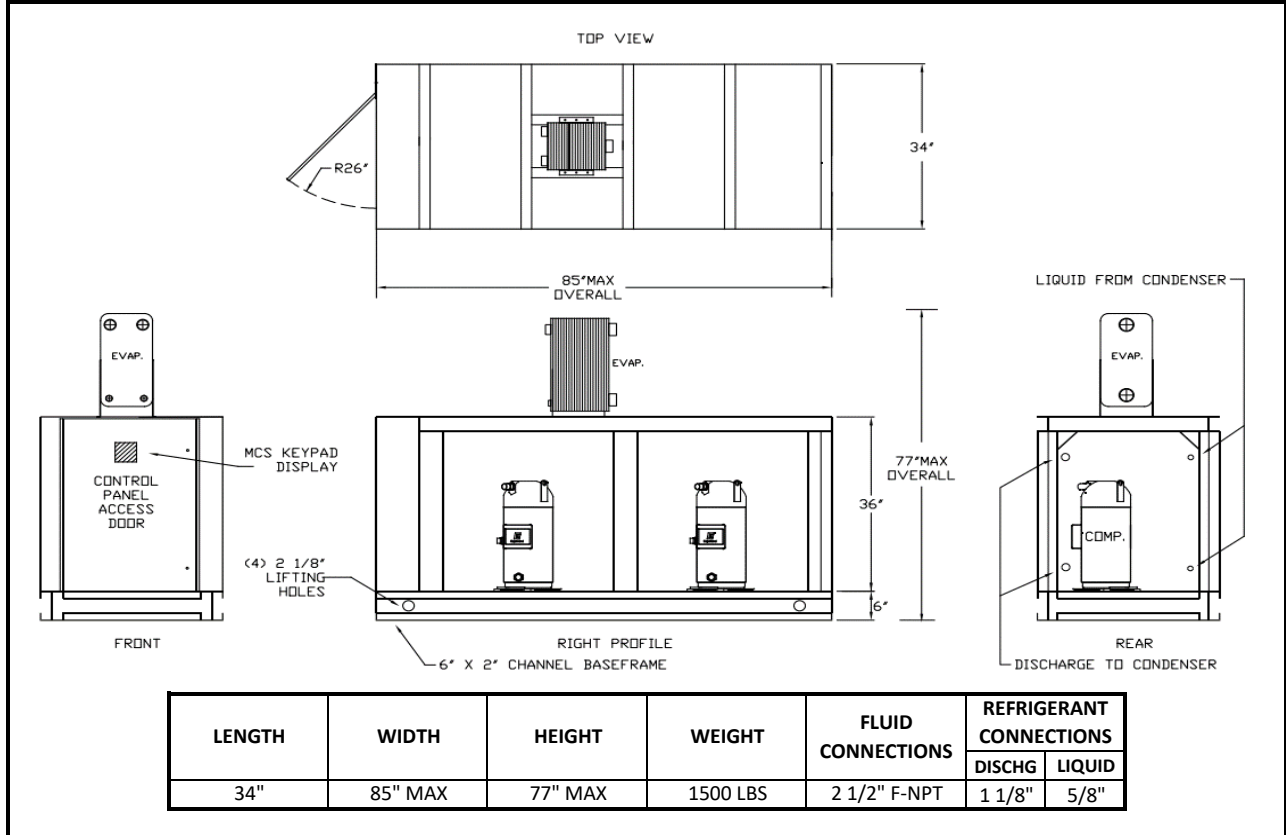 TOP VIEW
R26"
34"
85"MAX
OVERALL
LIQUID FROM CONDENSER
EVAP.
EVAP.
EVAP.
MCS KEYPAD
DISPLAY
CONTROL
PANEL
ACCESS
DOOR
77"MAX
OVERALL
36"
COMP.
(4) 2 1/8"
LIFTING
HOLES
6"
FRONT
RIGHT PROFILE
REAR
6" X 2" CHANNEL BASEFRAME
DISCHARGE TO CONDENSER
LENGTH WIDTH HEIGHT WEIGHT FLUID CONNECTIONS REFRIGERANT CONNECTIONS
DISCHG LIQUID
34" 85" MAX 77" MAX 1500 LBS 2 1/2" F-NPT 1 1/8" 5/8"